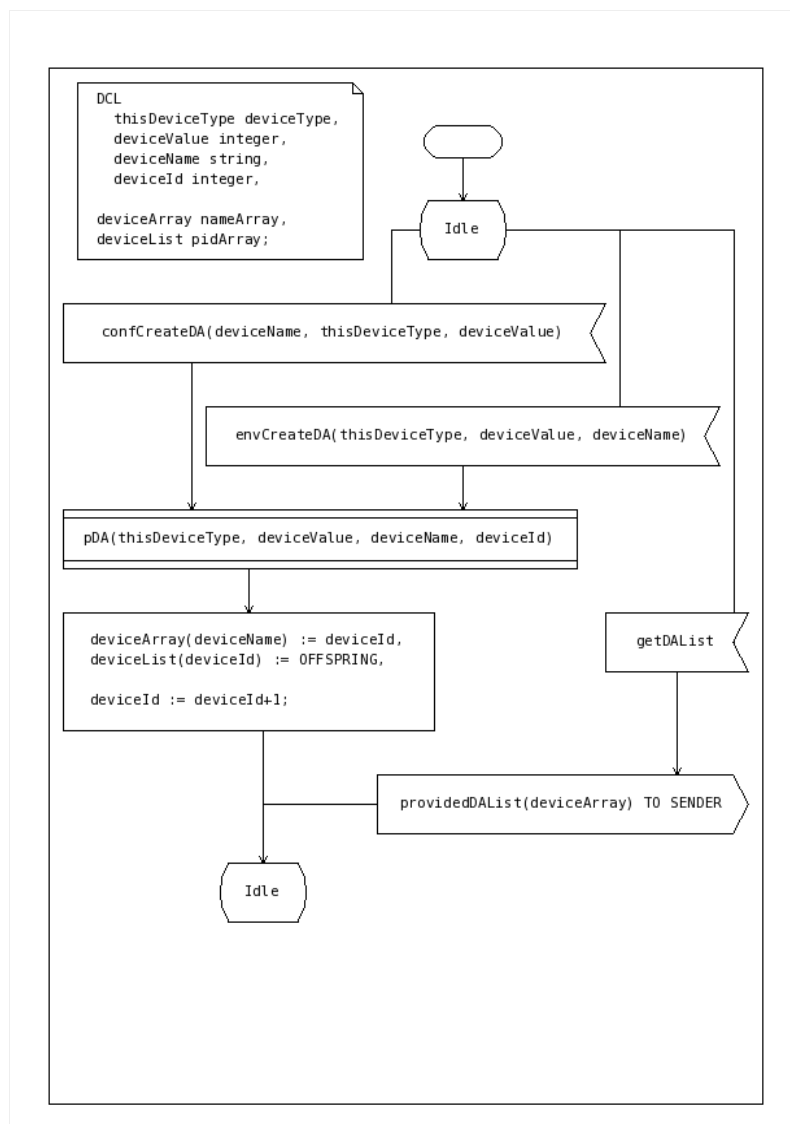 DCL
thisDeviceType deviceType,
deviceValue integer,
deviceName string,
deviceId integer,
deviceArray nameArray,
deviceList pidArray;
Idle
confCreateDA(deviceName, thisDeviceType, deviceValue)
envCreateDA(thisDeviceType, deviceValue, deviceName)
pDA(thisDeviceType, deviceValue, deviceName, deviceId)
deviceArray(deviceName) := deviceId,
deviceList(deviceId) := OFFSPRING,
deviceId := deviceId+1;
getDAList
providedDAList(deviceArray) TO SENDER
Idle